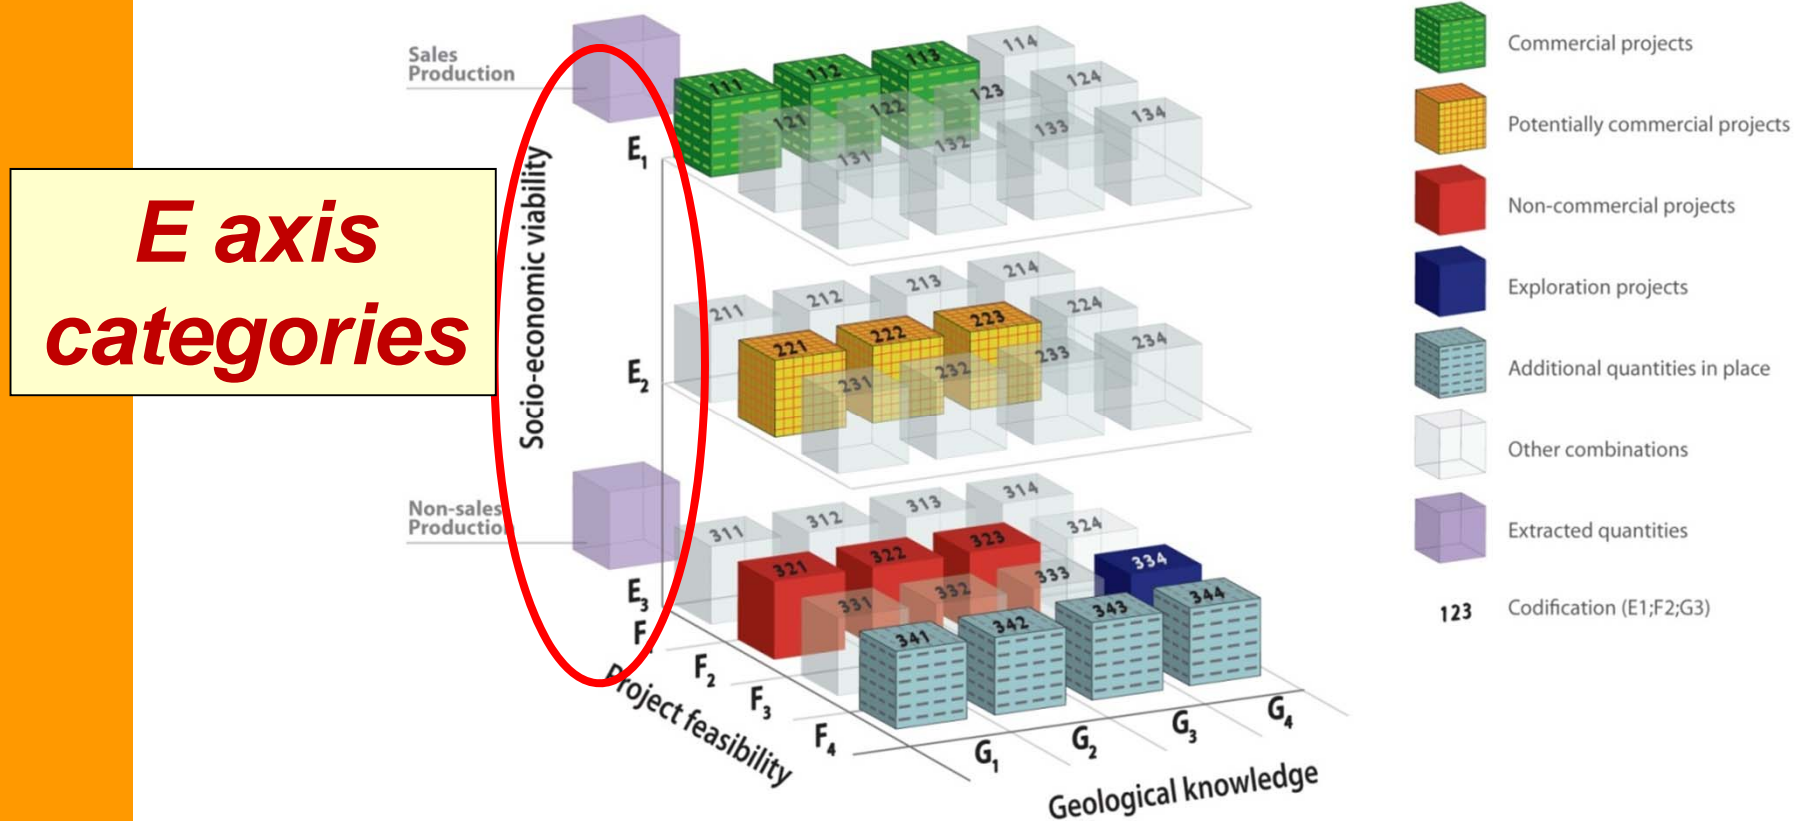 E axis
categories
Sales
Production
Non-sales
Production
Socio-economic viability
E1
E2
E3
111
112
113
114
121
122
123
124
131
132
133
134
211
212
213
214
221
222
223
224
231
232
233
234
311
312
313
314
321
322
323
324
331
332
333
334
341
342
343
344
F
F2
F3
F4
Project feasibility
G1
G2
G3
G4
Geological knowledge
Commercial projects
Potentially commercial projects
Non-commercial projects
Exploration projects
Additional quantities in place
Other combinations
Extracted quantities
123 Codification (E1;F2;G3)